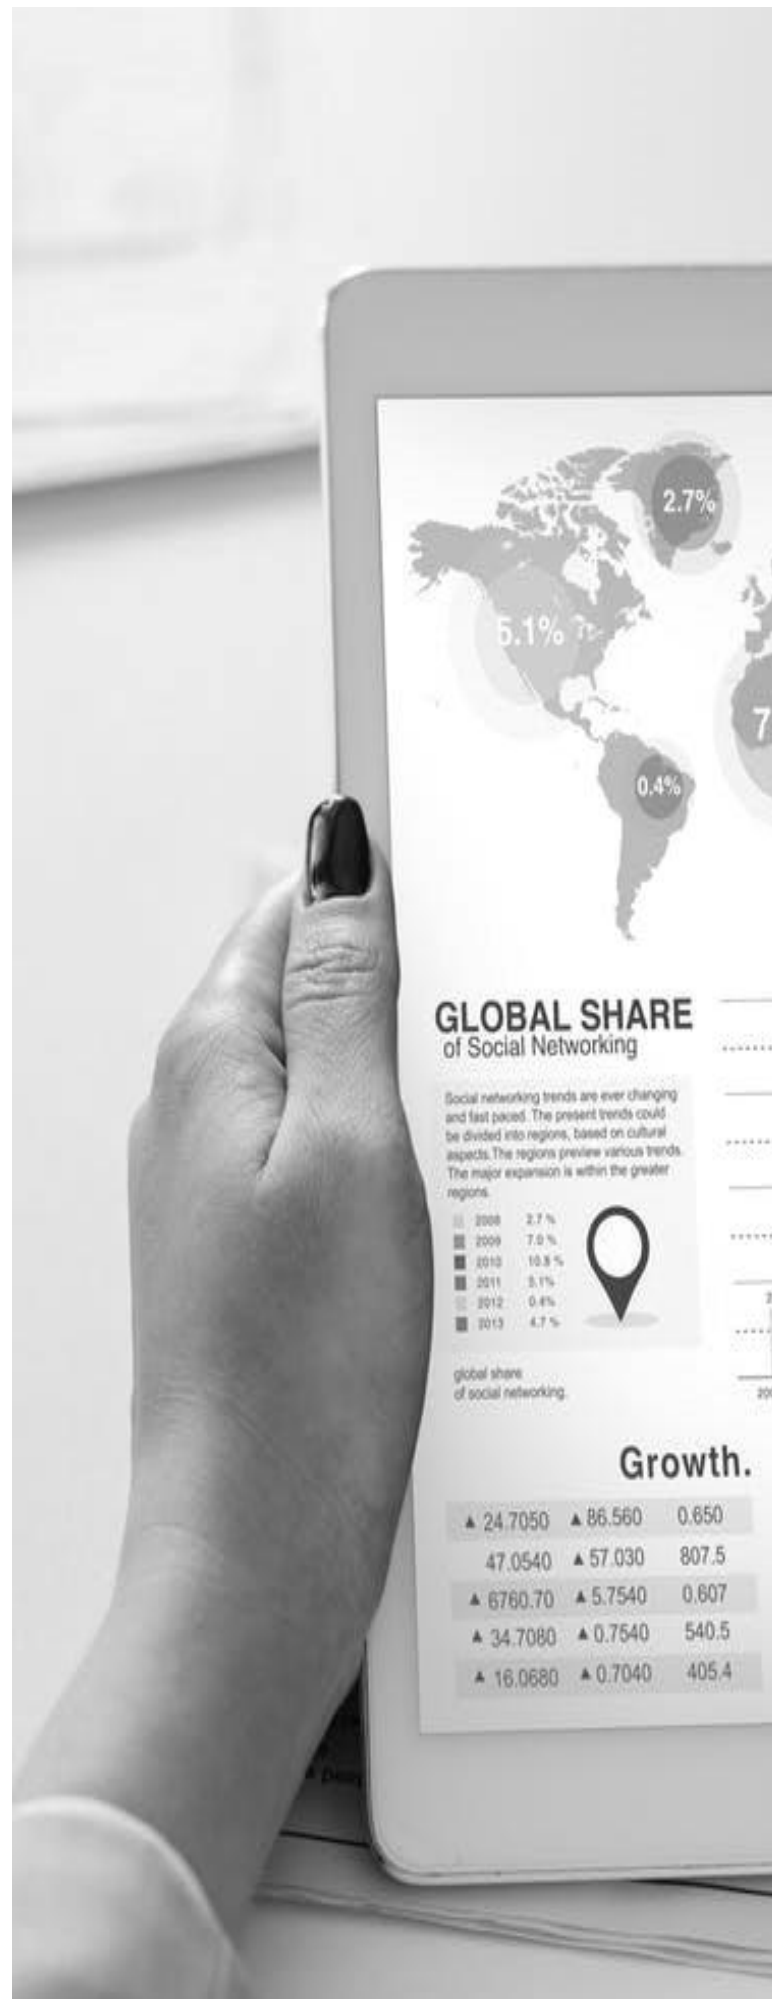 2.7%
5.1%
7
0.4%
GLOBAL SHARE
of Social Networking
Social networking trends are ever changing
and fast paced. The present trends could
be divided into regions, based on cultural
aspects.The regions preview various trends.
The major expansion is within the greater
regions.
2008 2.7 %
2009 7.0 %
2010 10.8 %
2011 5.1%
2012 0.4%
2013 4.7 %
global share
of social networking.
Growth.
▲ 24.7050 ▲ 86.560 0.650
47.0540 ▲ 57.030 807.5
▲ 6760.70 ▲ 5.7540 0.607
▲ 34.7080 ▲ 0.7540 540.5
▲ 16.0680 ▲ 0.7040 405.4